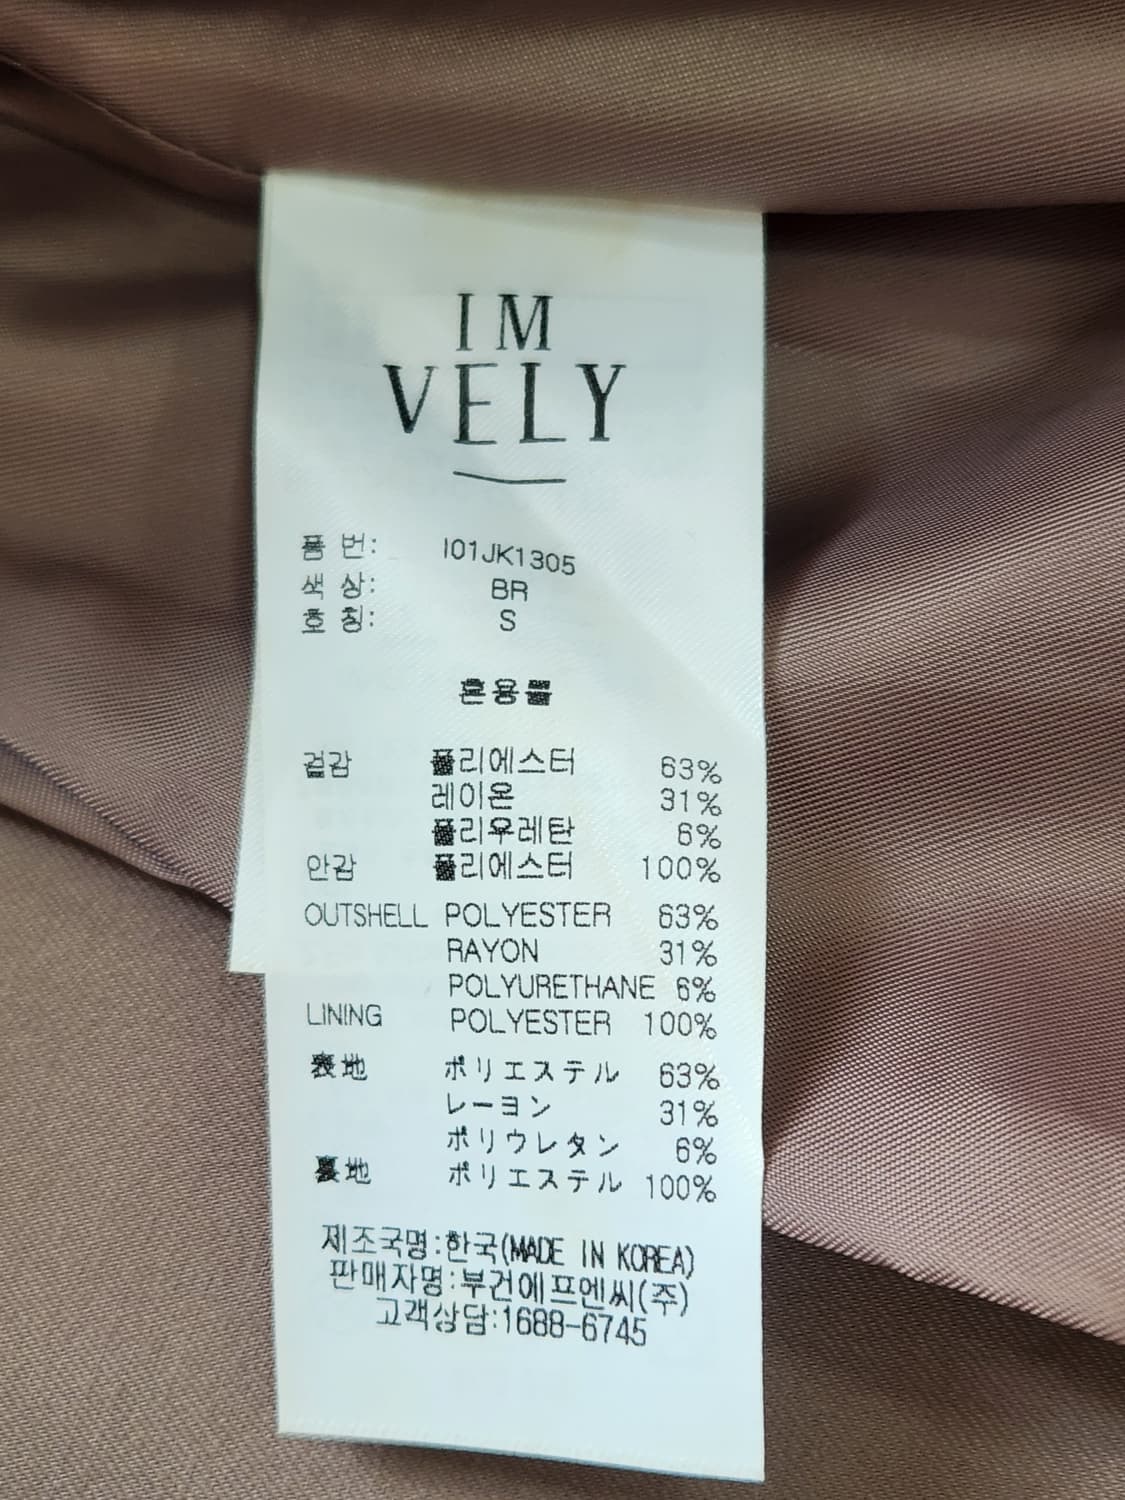 IM
VELY
품 번: I01JK1305
색 상: BR
호 칭: S
혼용률
겉감 폴리에스터 63%
레이온 31%
폴리우레탄 6%
안감 폴리에스터 100%
OUTSHELL POLYESTER 63%
RAYON 31%
POLYURETHANE 6%
LINING POLYESTER 100%
表地 ポリエステル 63%
レーヨン 31%
ポリウレタン 6%
裏地 ポリエステル 100%
제조국명:한국(MADE IN KOREA)
판매자명:부건에프엔씨(주)
고객상담:1688-6745